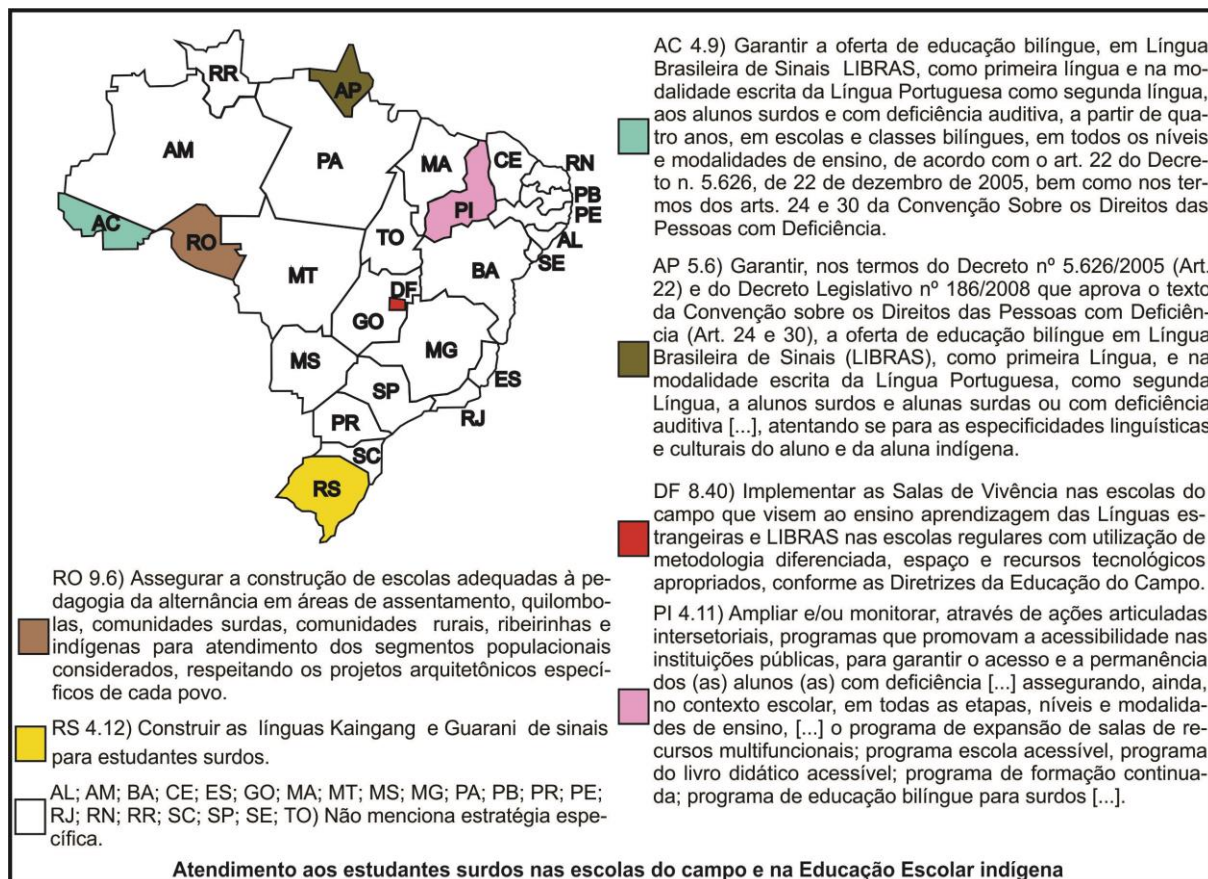 RR
AP
AM
PA
MA
CE
RN
PB
PE
AL
SE
PI
AC
RO
TO
BA
MT
DF
GO
MG
MS
ES
SP
RJ
PR
SC
RS
RO 9.6) Assegurar a construção de escolas adequadas à pe-
dagogia da alternância em áreas de assentamento, quilombo-
las, comunidades surdas, comunidades rurais, ribeirinhas e
indígenas para atendimento dos segmentos populacionais
considerados, respeitando os projetos arquitetônicos especí-
ficos de cada povo.
RS 4.12) Construir as línguas Kaingang e Guarani de sinais
para estudantes surdos.
AL; AM; BA; CE; ES; GO; MA; MT; MS; MG; PA; PB; PR; PE;
RJ; RN; RR; SC; SP; SE; TO) Não menciona estratégia espe-
cífica.
AC 4.9) Garantir a oferta de educação bilíngue, em Língua
Brasileira de Sinais LIBRAS, como primeira língua e na mo-
dalidade escrita da Língua Portuguesa como segunda língua,
aos alunos surdos e com deficiência auditiva, a partir de qua-
tro anos, em escolas e classes bilíngues, em todos os níveis
e modalidades de ensino, de acordo com o art. 22 do Decre-
to n. 5.626, de 22 de dezembro de 2005, bem como nos ter-
mos dos arts. 24 e 30 da Convenção Sobre os Direitos das
Pessoas com Deficiência.
AP 5.6) Garantir, nos termos do Decreto nº 5.626/2005 (Art.
22) e do Decreto Legislativo nº 186/2008 que aprova o texto
da Convenção sobre os Direitos das Pessoas com Deficiên-
cia (Art. 24 e 30), a oferta de educação bilíngue em Língua
Brasileira de Sinais (LIBRAS), como primeira Língua, e na
modalidade escrita da Língua Portuguesa, como segunda
Língua, a alunos surdos e alunas surdas ou com deficiência
auditiva [...], atentando se para as especificidades linguísticas
e culturais do aluno e da aluna indígena.
DF 8.40) Implementar as Salas de Vivência nas escolas do
campo que visem ao ensino aprendizagem das Línguas es-
trangeiras e LIBRAS nas escolas regulares com utilização de
metodologia diferenciada, espaço e recursos tecnológicos
apropriados, conforme as Diretrizes da Educação do Campo.
PI 4.11) Ampliar e/ou monitorar, através de ações articuladas
intersetoriais, programas que promovam a acessibilidade nas
instituições públicas, para garantir o acesso e a permanência
dos (as) alunos (as) com deficiência [...] assegurando, ainda,
no contexto escolar, em todas as etapas, níveis e modalida-
des de ensino, [...] o programa de expansão de salas de re-
cursos multifuncionais; programa escola acessível, programa
do livro didático acessível; programa de formação continua-
da; programa de educação bilíngue para surdos [...].
Atendimento aos estudantes surdos nas escolas do campo e na Educação Escolar indígena